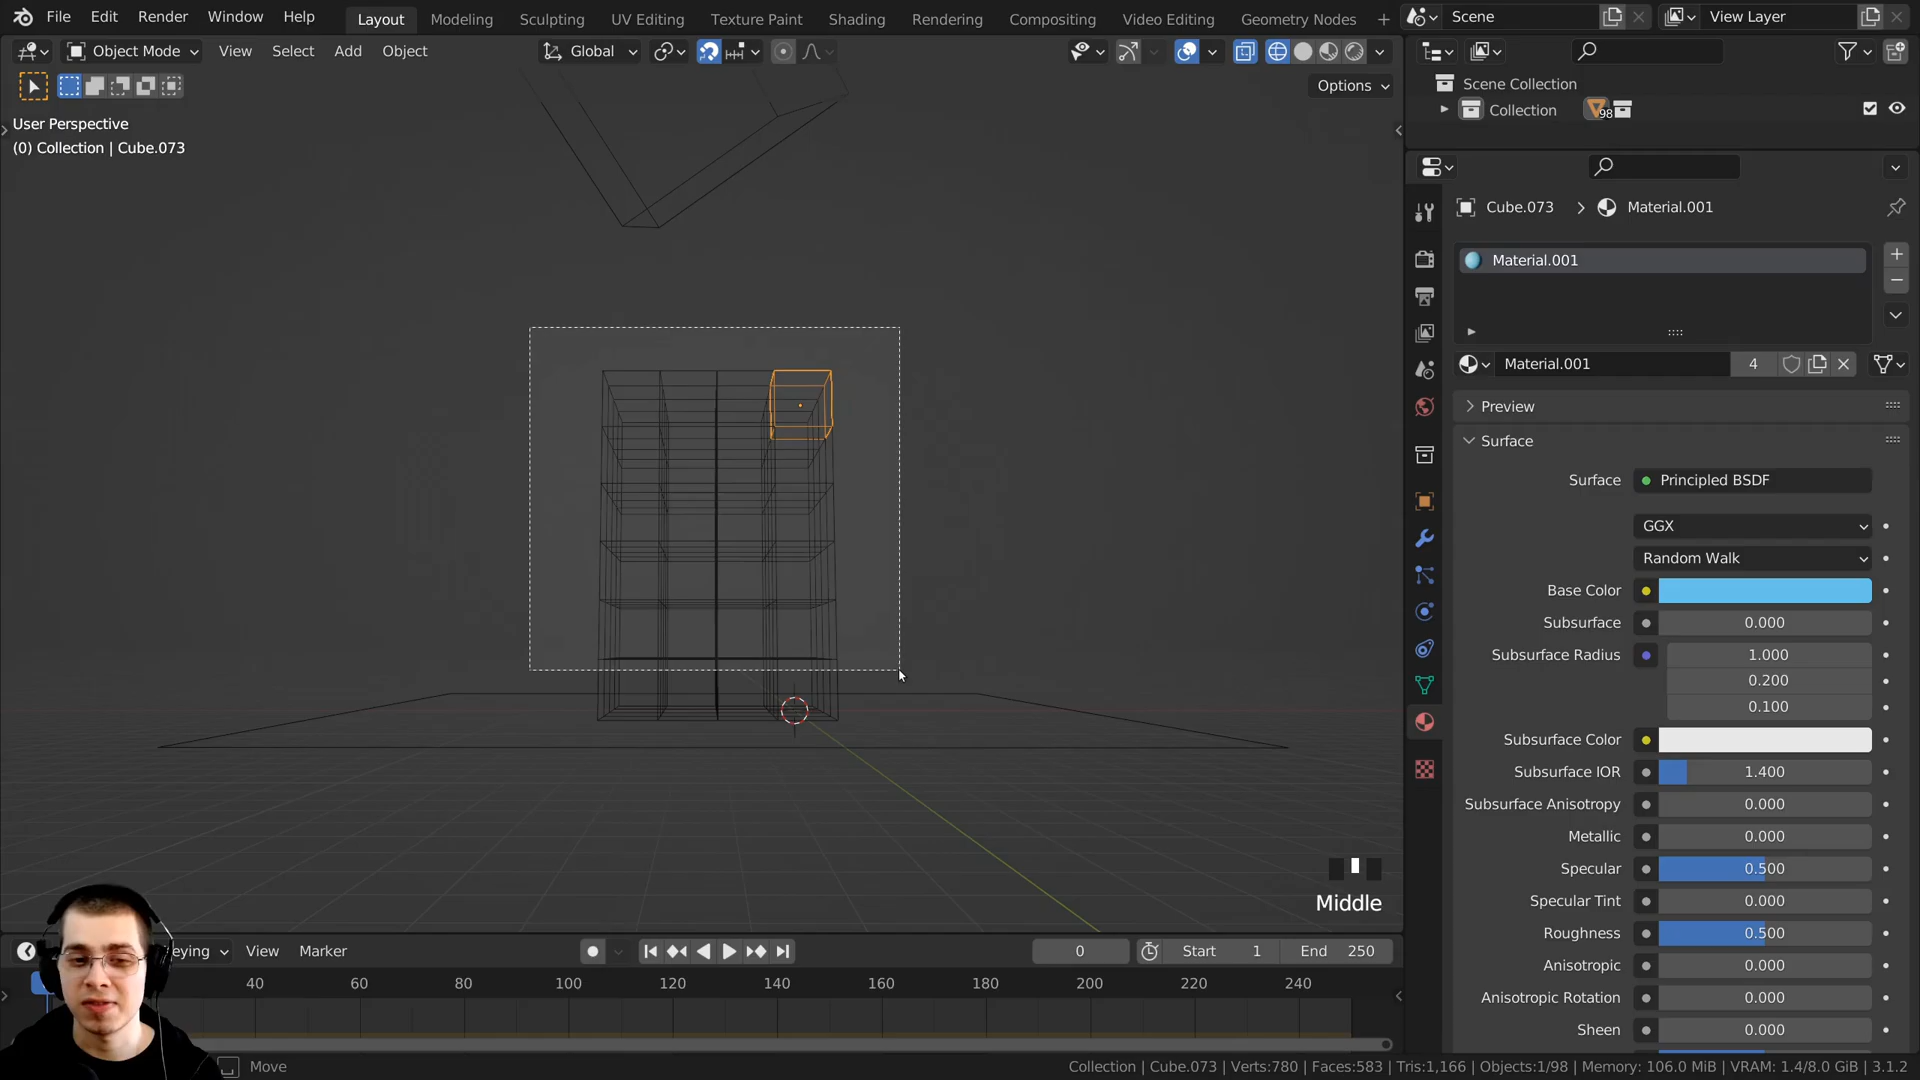 File Edit Render Window Help Layout Modeling Sculpting UV Editing Texture Paint Shading Rendering Compositing Video Editing Geometry Nodes + Scene View Layer
Object Mode View Select Add Object Global
Options
User Perspective
(0) Collection | Cube.073
Scene Collection
Collection 98
Cube.073 > Material.001
Material.001
Material.001 4
Preview
Surface
Surface Principled BSDF
GGX
Random Walk
Base Color
Subsurface 0.000
Subsurface Radius 1.000
0.200
0.100
Subsurface Color
Subsurface IOR 1.400
Subsurface Anisotropy 0.000
Metallic 0.000
Specular 0.500
Specular Tint 0.000
Roughness 0.500
Anisotropic 0.000
Anisotropic Rotation 0.000
Sheen 0.000
Middle
eying View Marker 0 Start 1 End 250
40 60 80 100 120 140 160 180 200 220 240
Move Collection | Cube.073 | Verts:780 | Faces:583 | Tris:1,166 | Objects:1/98 | Memory: 106.0 MiB | VRAM: 1.4/8.0 GiB | 3.1.2